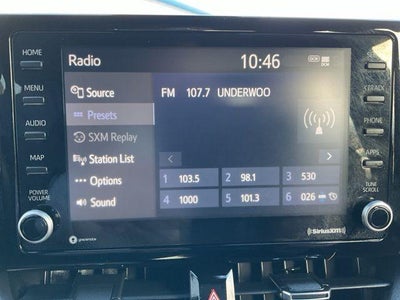 HOME
MENU
AUDIO
MAP
POWER
VOLUME
Radio
10:46
DCM
Source
Presets
SXM Replay
Station List
Options
Sound
FM 107.7 UNDERWOO
1 103.5
2 98.1
3 530
4 1000
5 101.3
6 026
gracenote
SiriusXM
PHONE
APPS
TUNE
SCROLL